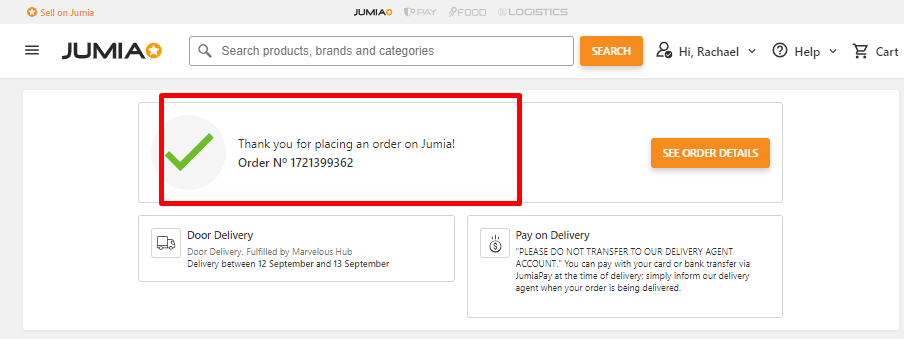 Sell on Jumia
JUMIA PAY FOOD LOGISTICS
JUMIA
Search products, brands and categories
SEARCH
Hi, Rachael
Help
Cart
Thank you for placing an order on Jumia!
Order Nº 1721399362
SEE ORDER DETAILS
Door Delivery
Door Delivery. Fulfilled by Marvelous Hub
Delivery between 12 September and 13 September
Pay on Delivery
"PLEASE DO NOT TRANSFER TO OUR DELIVERY AGENT
ACCOUNT." You can pay with your card or bank transfer via
JumiaPay at the time of delivery; simply inform our delivery
agent when your order is being delivered.